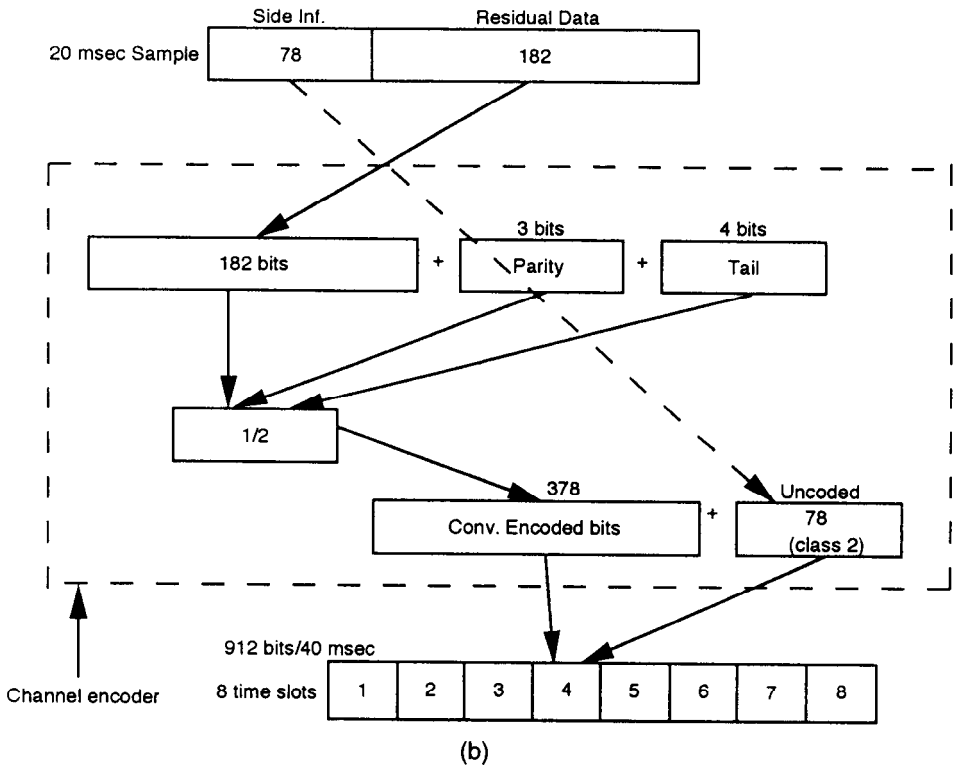 Side Inf. Residual Data
20 msec Sample 78 182
3 bits 4 bits
182 bits + Parity + Tail
1/2
378 Uncoded
Conv. Encoded bits + 78
(class 2)
912 bits/40 msec
8 time slots 1 2 3 4 5 6 7 8
Channel encoder
(b)